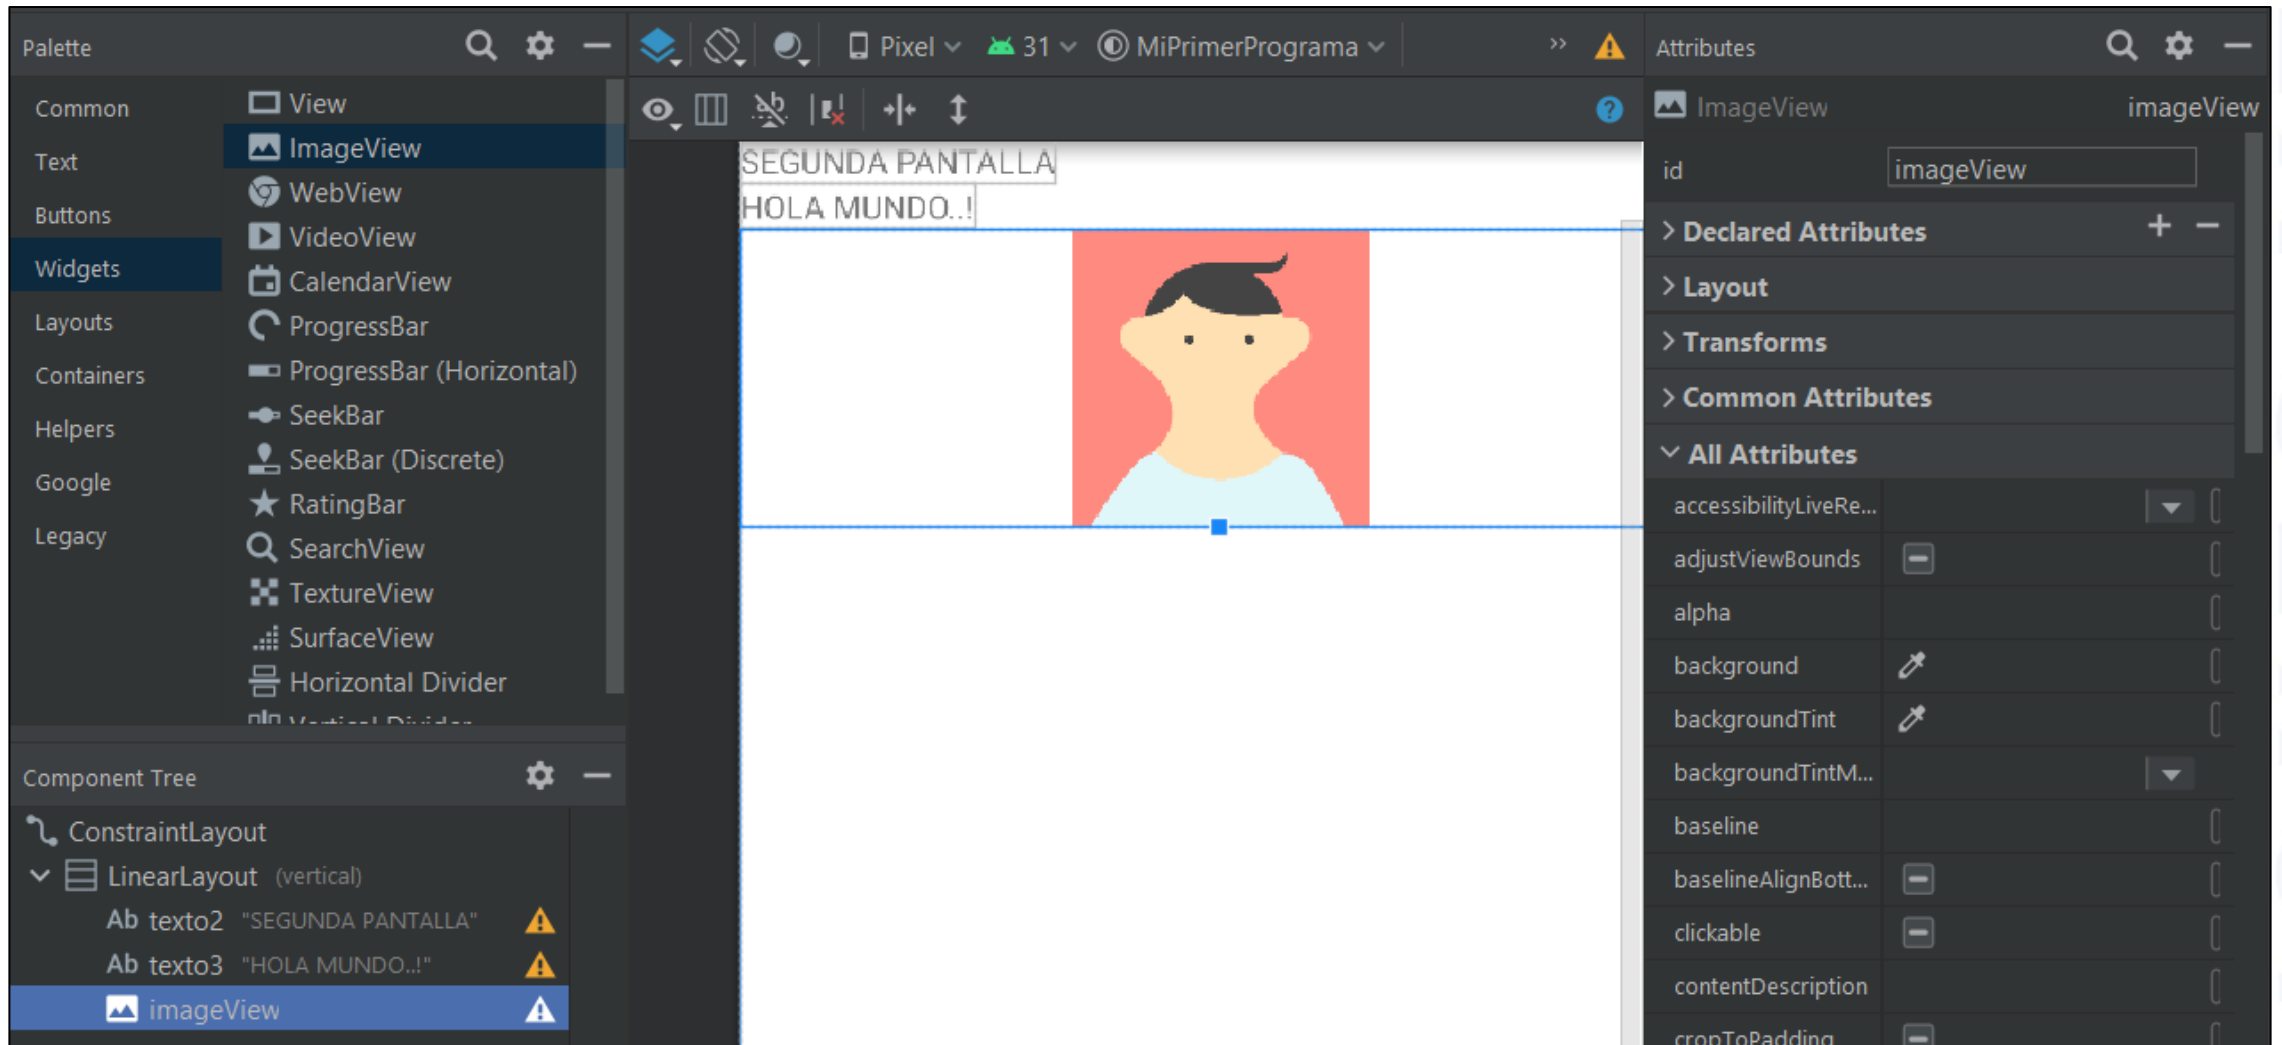 Palette
Common
Text
Buttons
Widgets
Layouts
Containers
Helpers
Google
Legacy
View
ImageView
WebView
VideoView
CalendarView
ProgressBar
ProgressBar (Horizontal)
SeekBar
SeekBar (Discrete)
RatingBar
SearchView
TextureView
SurfaceView
Horizontal Divider
Vertical Divider
Component Tree
ConstraintLayout
LinearLayout (vertical)
Ab texto2 "SEGUNDA PANTALLA"
Ab texto3 "HOLA MUNDO..!"
imageView
Pixel 31 MiPrimerPrograma
SEGUNDA PANTALLA
HOLA MUNDO..!
Attributes
ImageView imageView
id imageView
Declared Attributes
Layout
Transforms
Common Attributes
All Attributes
accessibilityLiveRe...
adjustViewBounds
alpha
background
backgroundTint
backgroundTintM...
baseline
baselineAlignBott...
clickable
contentDescription
cropToPadding